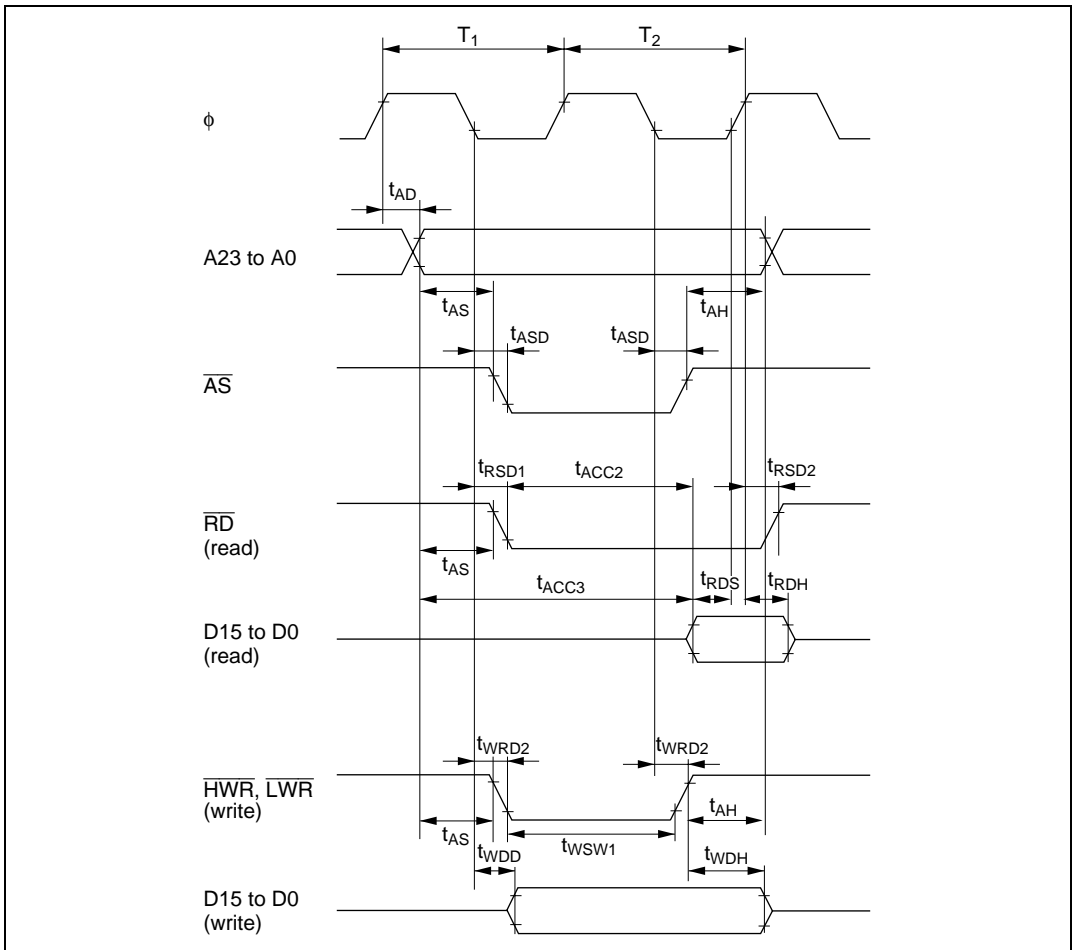 T1 T2
ϕ
tAD
A23 to A0
tAS tAH
tASD tASD
AS
tRSD1 tACC2 tRSD2
RD
(read)
tAS
tACC3 tRDS tRDH
D15 to D0
(read)
tWRD2 tWRD2
HWR, LWR
(write)
tAH
tAS
tWSW1
tWDD tWDH
D15 to D0
(write)